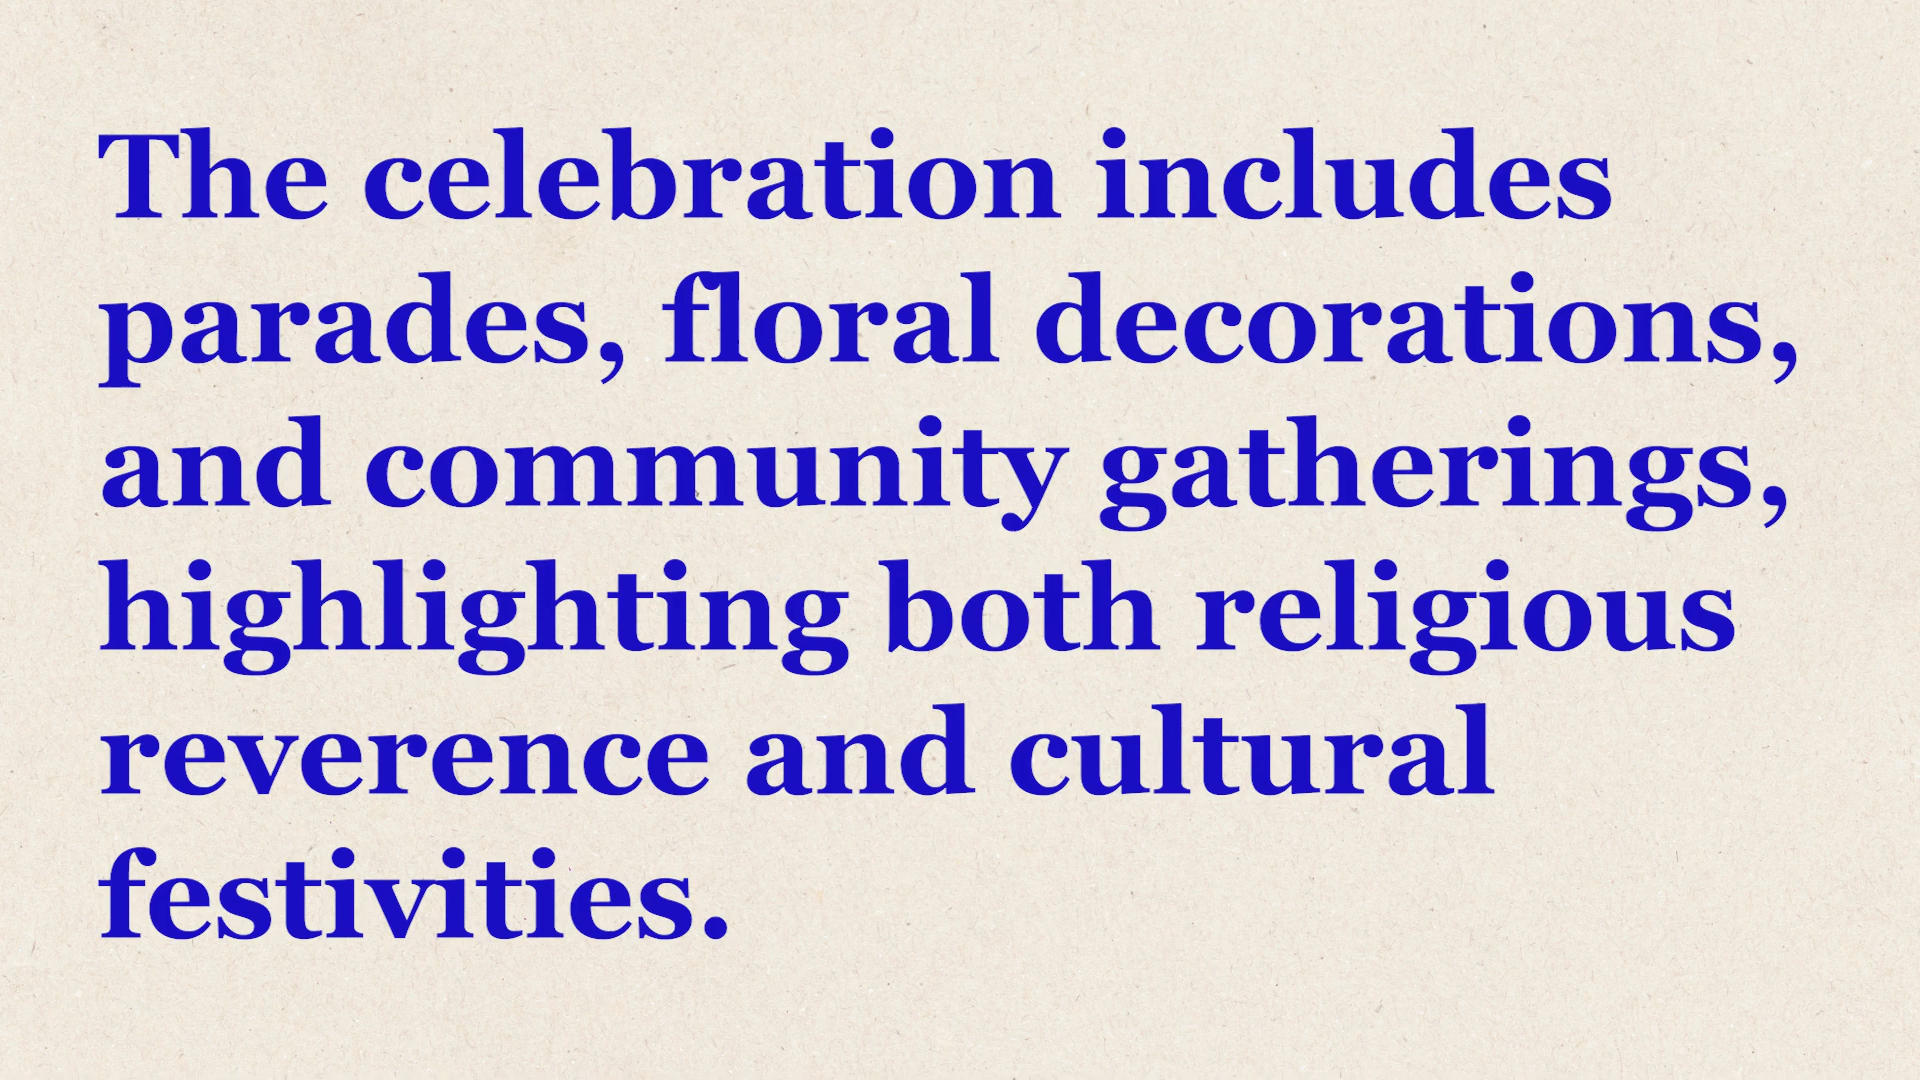 The celebration includes
parades, floral decorations,
and community gatherings,
highlighting both religious
reverence and cultural
festivities.